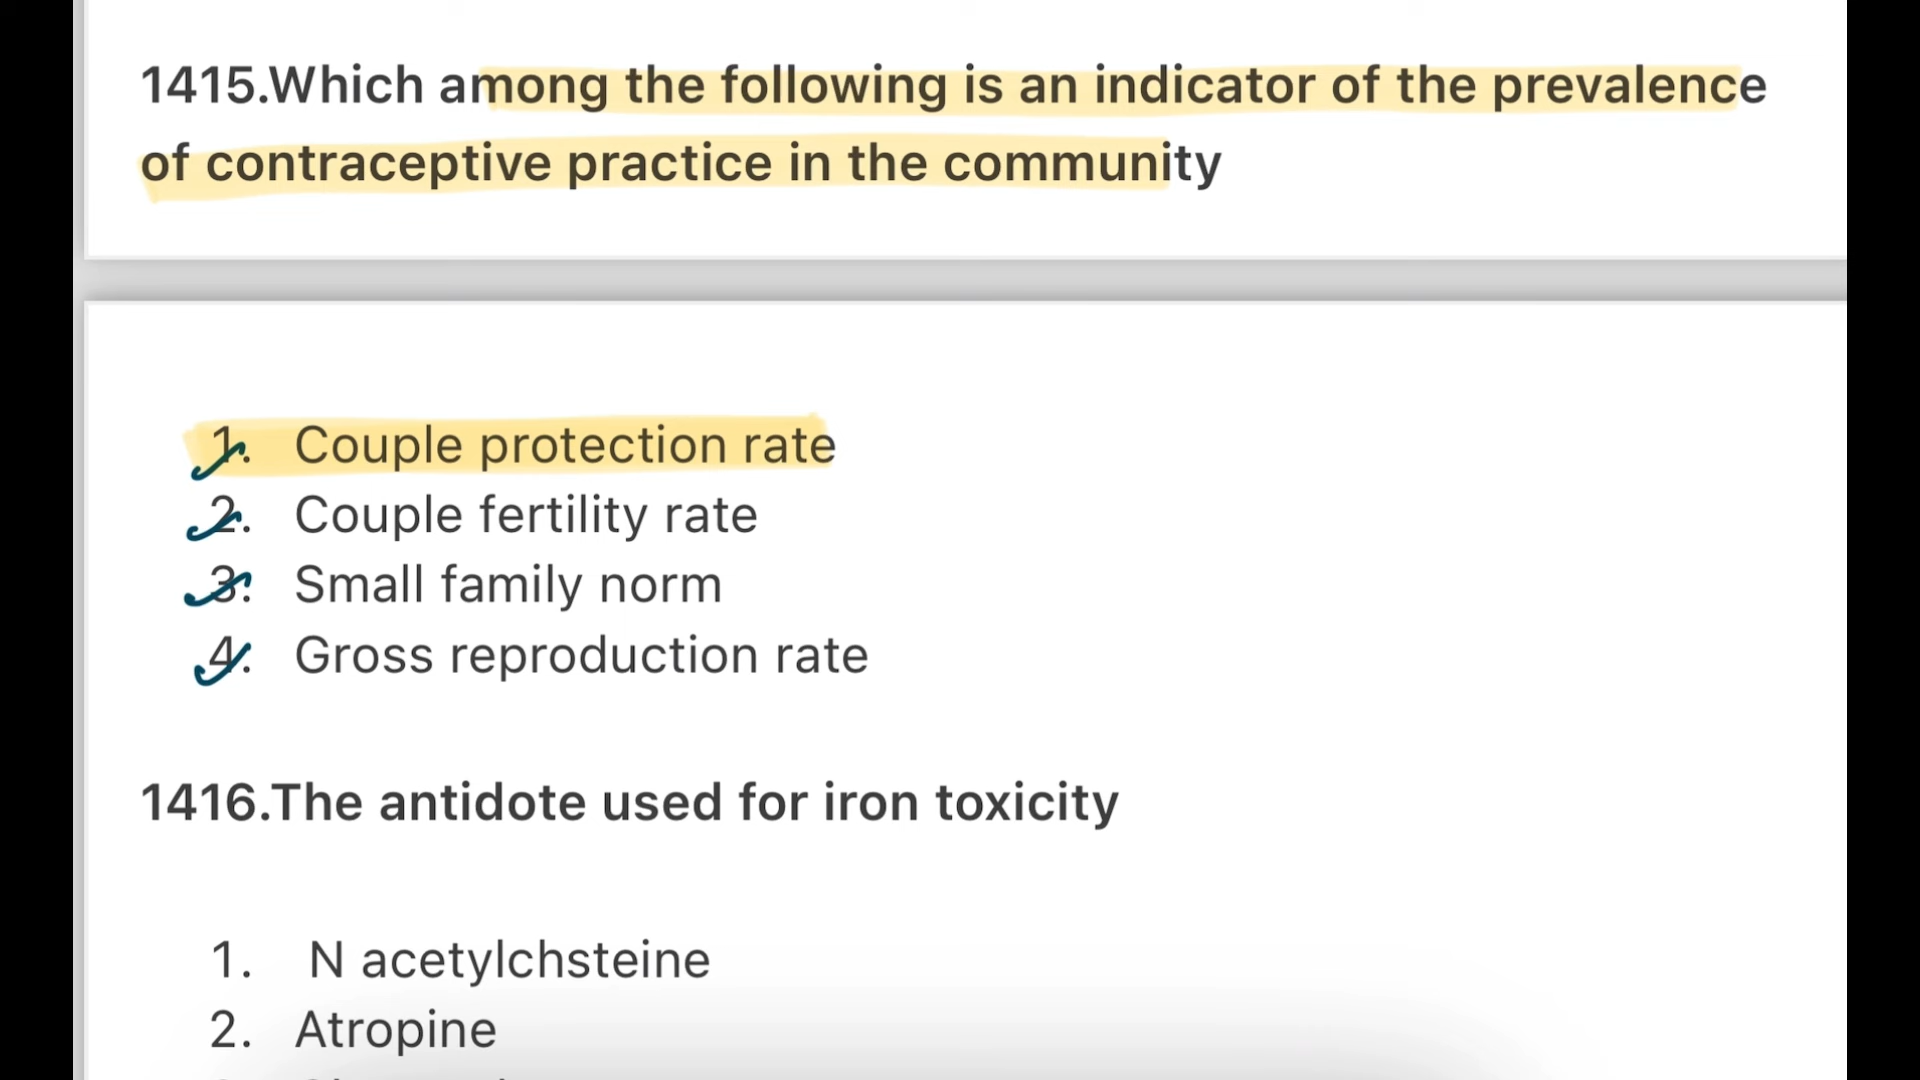 1415.Which among the following is an indicator of the prevalence
of contraceptive practice in the community
1. Couple protection rate
2. Couple fertility rate
3. Small family norm
4. Gross reproduction rate
1416.The antidote used for iron toxicity
1. N acetylchsteine
2. Atropine